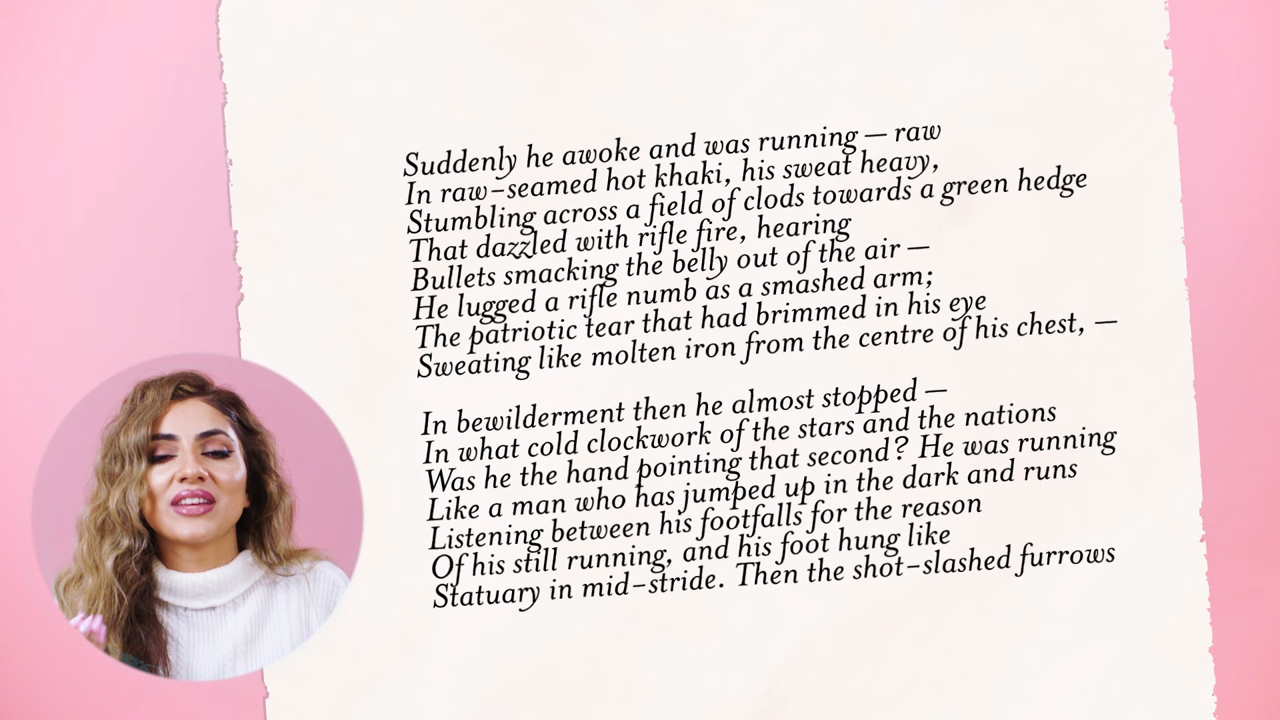 Suddenly he awoke and was running — raw
In raw-seamed hot khaki, his sweat heavy,
Stumbling across a field of clods towards a green hedge
That dazzled with rifle fire, hearing
Bullets smacking the belly out of the air —
He lugged a rifle numb as a smashed arm;
The patriotic tear that had brimmed in his eye
Sweating like molten iron from the centre of his chest, —
In bewilderment then he almost stopped —
In what cold clockwork of the stars and the nations
Was he the hand pointing that second? He was running
Like a man who has jumped up in the dark and runs
Listening between his footfalls for the reason
Of his still running, and his foot hung like
Statuary in mid-stride. Then the shot-slashed furrows